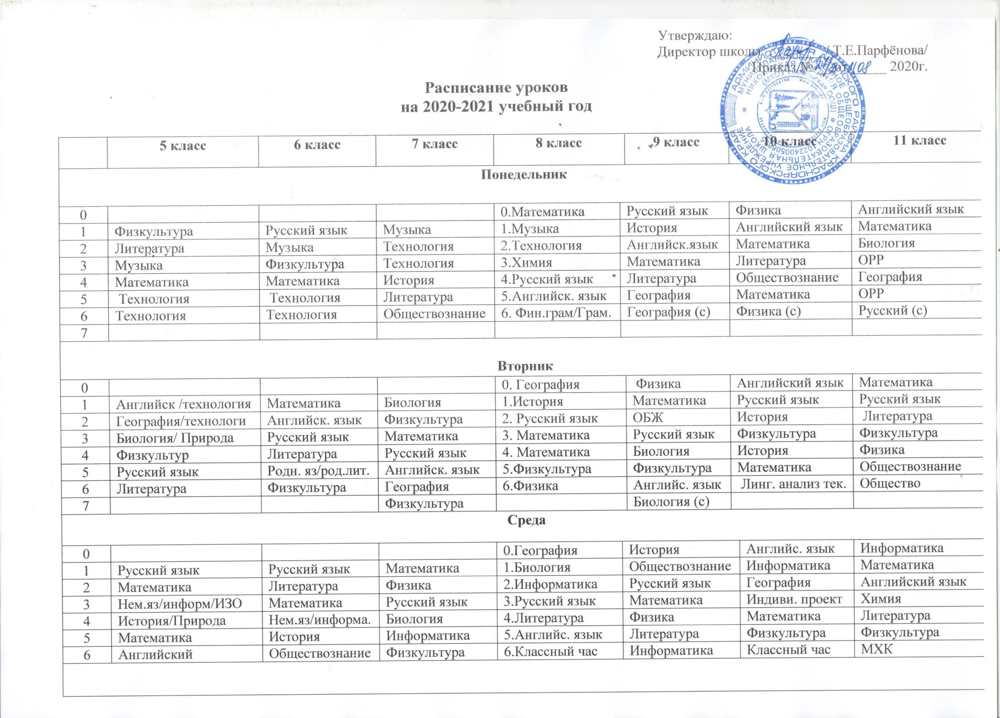 Утверждаю:
Директор школы / Т.Е.Парфёнова/
Приказ № от 08 2020г.
Расписание уроков
на 2020-2021 учебный год
5 класс 6 класс 7 класс 8 класс 9 класс 10 класс 11 класс
Понедельник
0 0.Математика Русский язык Физика Английский язык
1 Физкультура Русский язык Музыка 1.Музыка История Английский язык Математика
2 Литература Музыка Технология 2.Технология Английск.язык Математика Биология
3 Музыка Физкультура Технология 3.Химия Математика Литература ОРР
4 Математика Математика История 4.Русский язык Литература Обществознание География
5 Технология Технология Литература 5.Английск. язык География Математика ОРР
6 Технология Технология Обществознание 6. Фин.грам/Грам. География (с) Физика (с) Русский (с)
7
Вторник
0 0. География Физика Английский язык Математика
1 Английск /технология Математика Биология 1.История Математика Русский язык Русский язык
2 География/технологи Английск. язык Физкультура 2. Русский язык ОБЖ История Литература
3 Биология/ Природа Русский язык Математика 3. Математика Русский язык Физкультура Физкультура
4 Физкультур Литература Русский язык 4. Математика Биология История Физика
5 Русский язык Родн. яз/род.лит. Английск. язык 5.Физкультура Физкультура Математика Обществознание
6 Литература Физкультура География 6.Физика Английс. язык Линг. анализ тек. Общество
7 Физкультура Биология (с)
Среда
0 0.География История Английс. язык Информатика
1 Русский язык Русский язык Математика 1.Биология Обществознание Информатика Математика
2 Математика Литература Физика 2.Информатика Русский язык География Английский язык
3 Нем.яз/информ/ИЗО Математика Русский язык 3.Русский язык Математика Индиви. проект Химия
4 История/Природа Нем.яз/информа. Биология 4.Литература Физика Математика Литература
5 Математика История Информатика 5.Английс. язык Литература Физкультура Физкультура
6 Английский Обществознание Физкультура 6.Классный час Информатика Классный час МХК